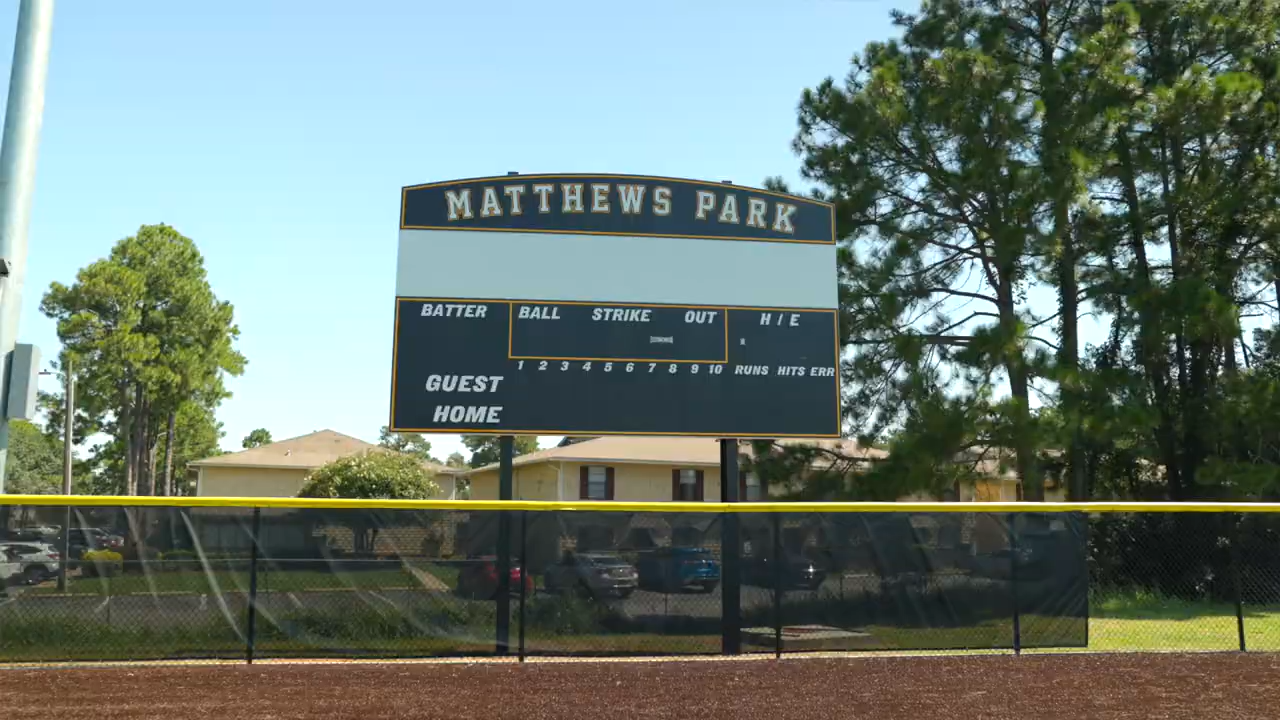 MATTHEWS PARK
BATTER BALL STRIKE OUT H / E
1 2 3 4 5 6 7 8 9 10 RUNS HITS ERR
GUEST
HOME